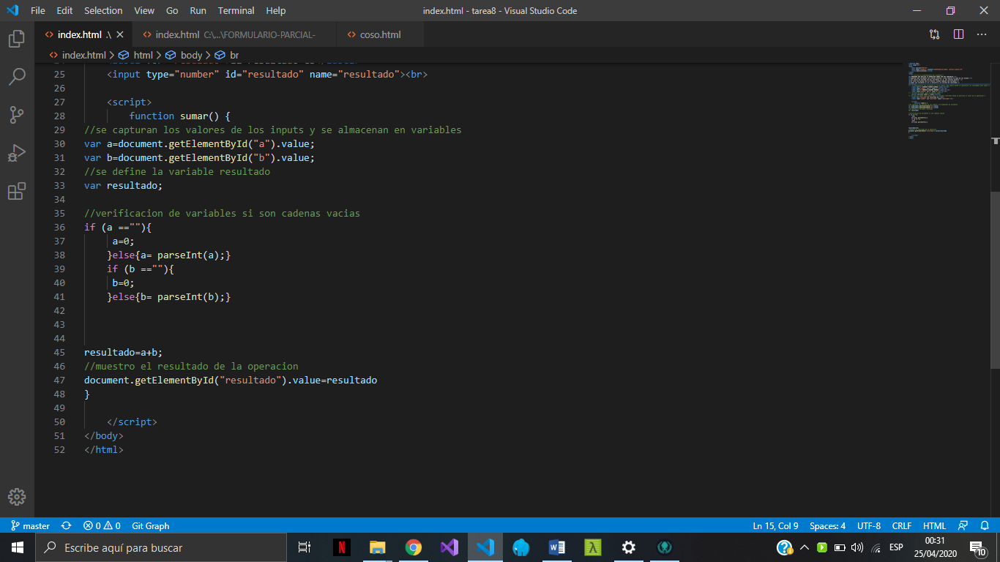 File Edit Selection View Go Run Terminal Help
index.html - tarea8 - Visual Studio Code
index.html .\
index.html C:\...\FORMULARIO-PARCIAL-
coso.html
index.html > html > body > br
25 <input type="number" id="resultado" name="resultado"><br>
26
27 <script>
28 function sumar() {
29 //se capturan los valores de los inputs y se almacenan en variables
30 var a=document.getElementById("a").value;
31 var b=document.getElementById("b").value;
32 //se define la variable resultado
33 var resultado;
34
35 //verificacion de variables si son cadenas vacias
36 if (a ==""){
37 a=0;
38 }else{a= parseInt(a);}
39 if (b ==""){
40 b=0;
41 }else{b= parseInt(b);}
42
43
44
45 resultado=a+b;
46 //muestro el resultado de la operacion
47 document.getElementById("resultado").value=resultado
48 }
49
50 </script>
51 </body>
52 </html>
master 0 0 Git Graph
Ln 15, Col 9 Spaces: 4 UTF-8 CRLF HTML
Escribe aquí para buscar
ESP
00:31
25/04/2020
10